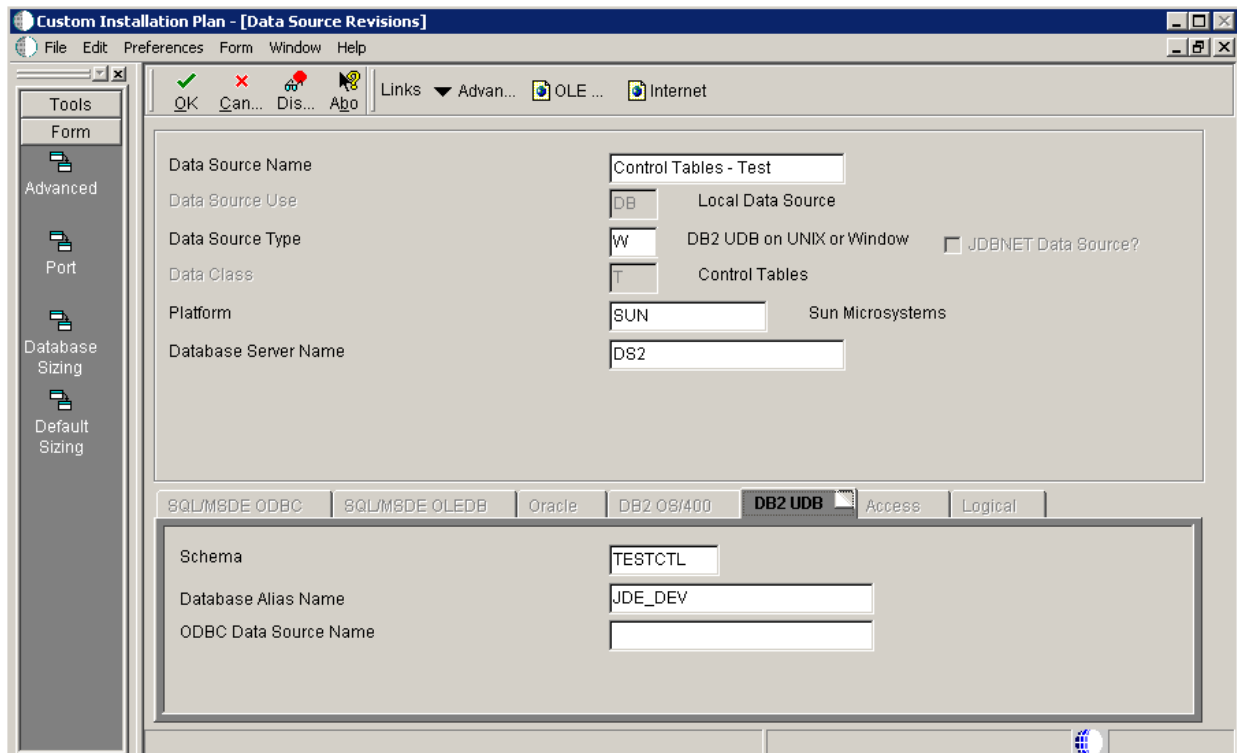 Custom Installation Plan - [Data Source Revisions]
File Edit Preferences Form Window Help
Tools
Form
Advanced
Port
Database
Sizing
Default
Sizing
OK Can... Dis... Abo Links Advan... OLE ... Internet
Data Source Name Control Tables - Test
Data Source Use DB Local Data Source
Data Source Type W DB2 UDB on UNIX or Window JDBNET Data Source?
Data Class T Control Tables
Platform SUN Sun Microsystems
Database Server Name DS2
SQL/MSDE ODBC SQL/MSDE OLEDB Oracle DB2 OS/400 DB2 UDB Access Logical
Schema TESTCTL
Database Alias Name JDE_DEV
ODBC Data Source Name